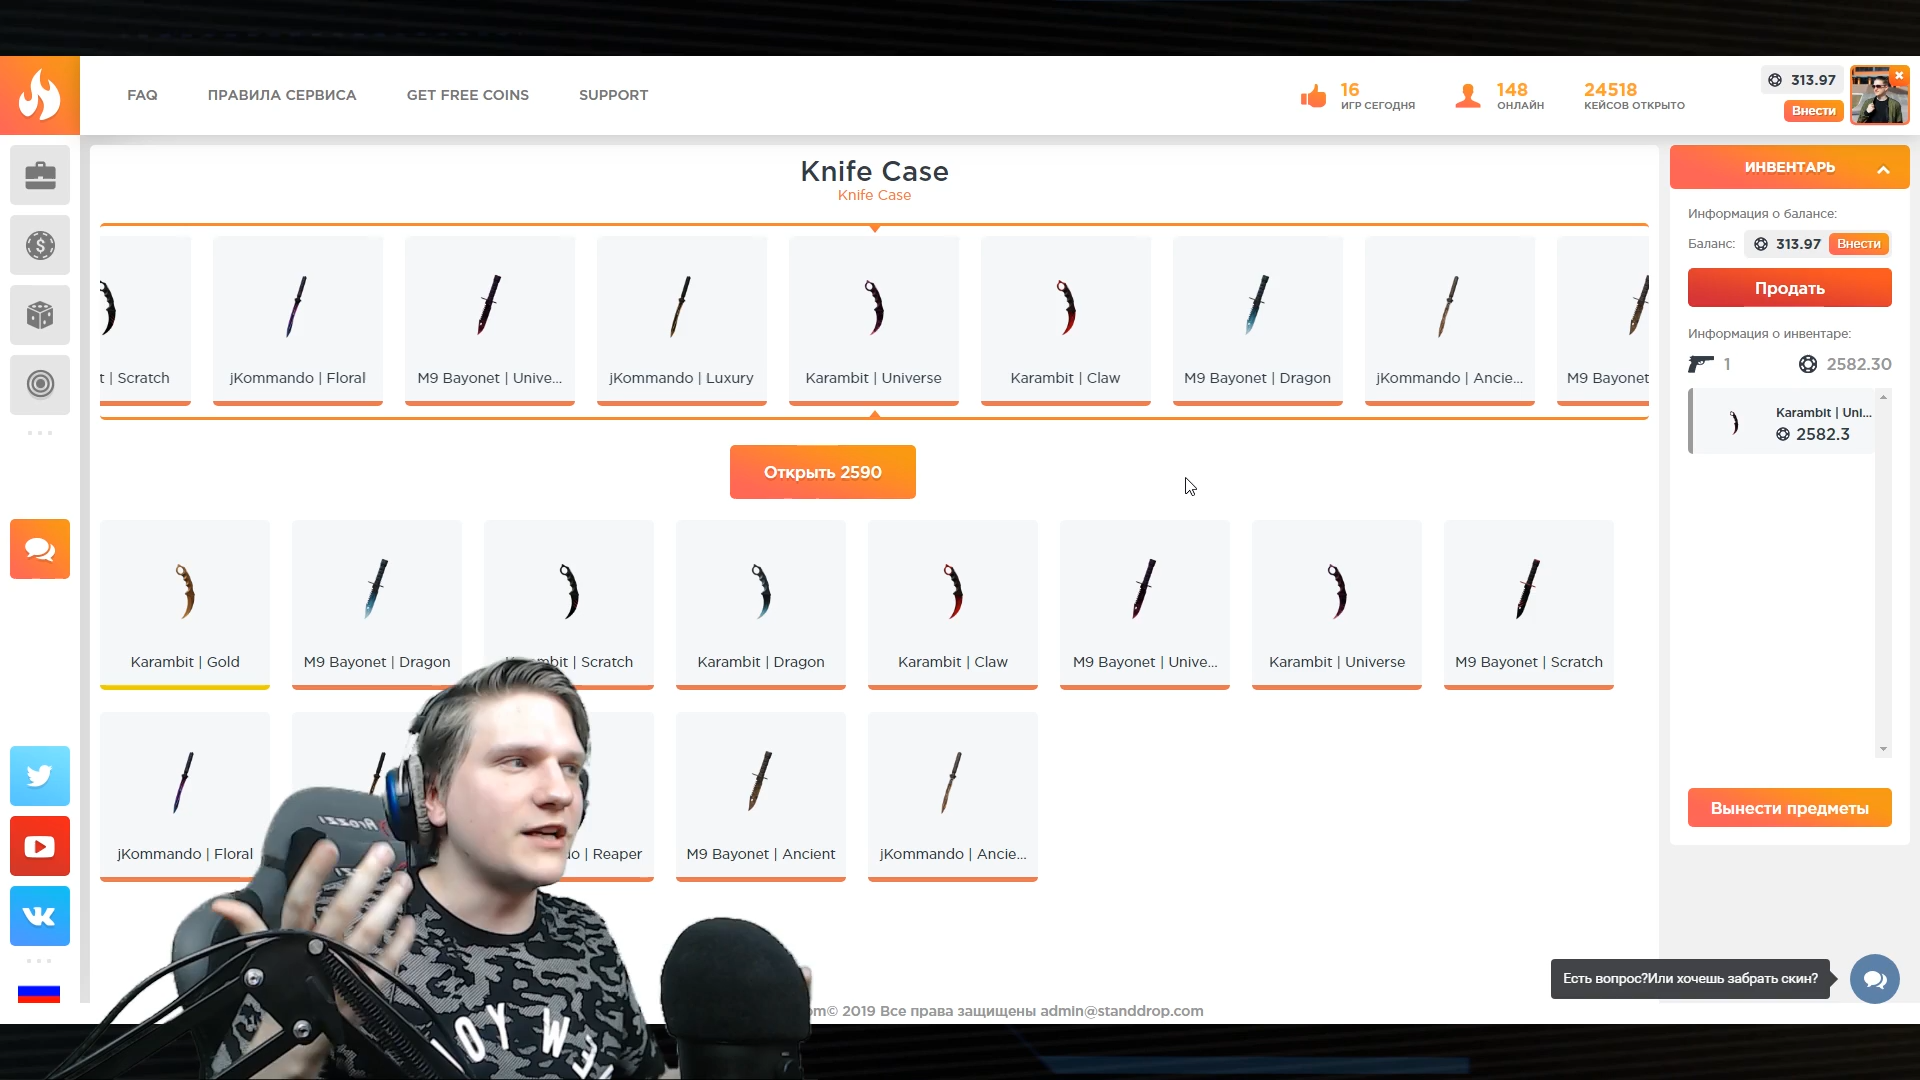 FAQ
ПРАВИЛА СЕРВИСА
GET FREE COINS
SUPPORT
16
ИГР СЕГОДНЯ
148
ОНЛАЙН
24518
КЕЙСОВ ОТКРЫТО
313.97
Внести
Knife Case
Knife Case
t | Scratch
jKommando | Floral
M9 Bayonet | Unive...
jKommando | Luxury
Karambit | Universe
Karambit | Claw
M9 Bayonet | Dragon
jKommando | Ancie...
M9 Bayonet
Открыть 2590
Karambit | Gold
M9 Bayonet | Dragon
mbit | Scratch
Karambit | Dragon
Karambit | Claw
M9 Bayonet | Unive...
Karambit | Universe
M9 Bayonet | Scratch
jKommando | Floral
do | Reaper
M9 Bayonet | Ancient
jKommando | Ancie...
ИНВЕНТАРЬ
Информация о балансе:
Баланс: 313.97 Внести
Продать
Информация о инвентаре:
1 2582.30
Karambit | Uni...
2582.3
Вынести предметы
Есть вопрос?Или хочешь забрать скин?
om© 2019 Все права защищены admin@standdrop.com